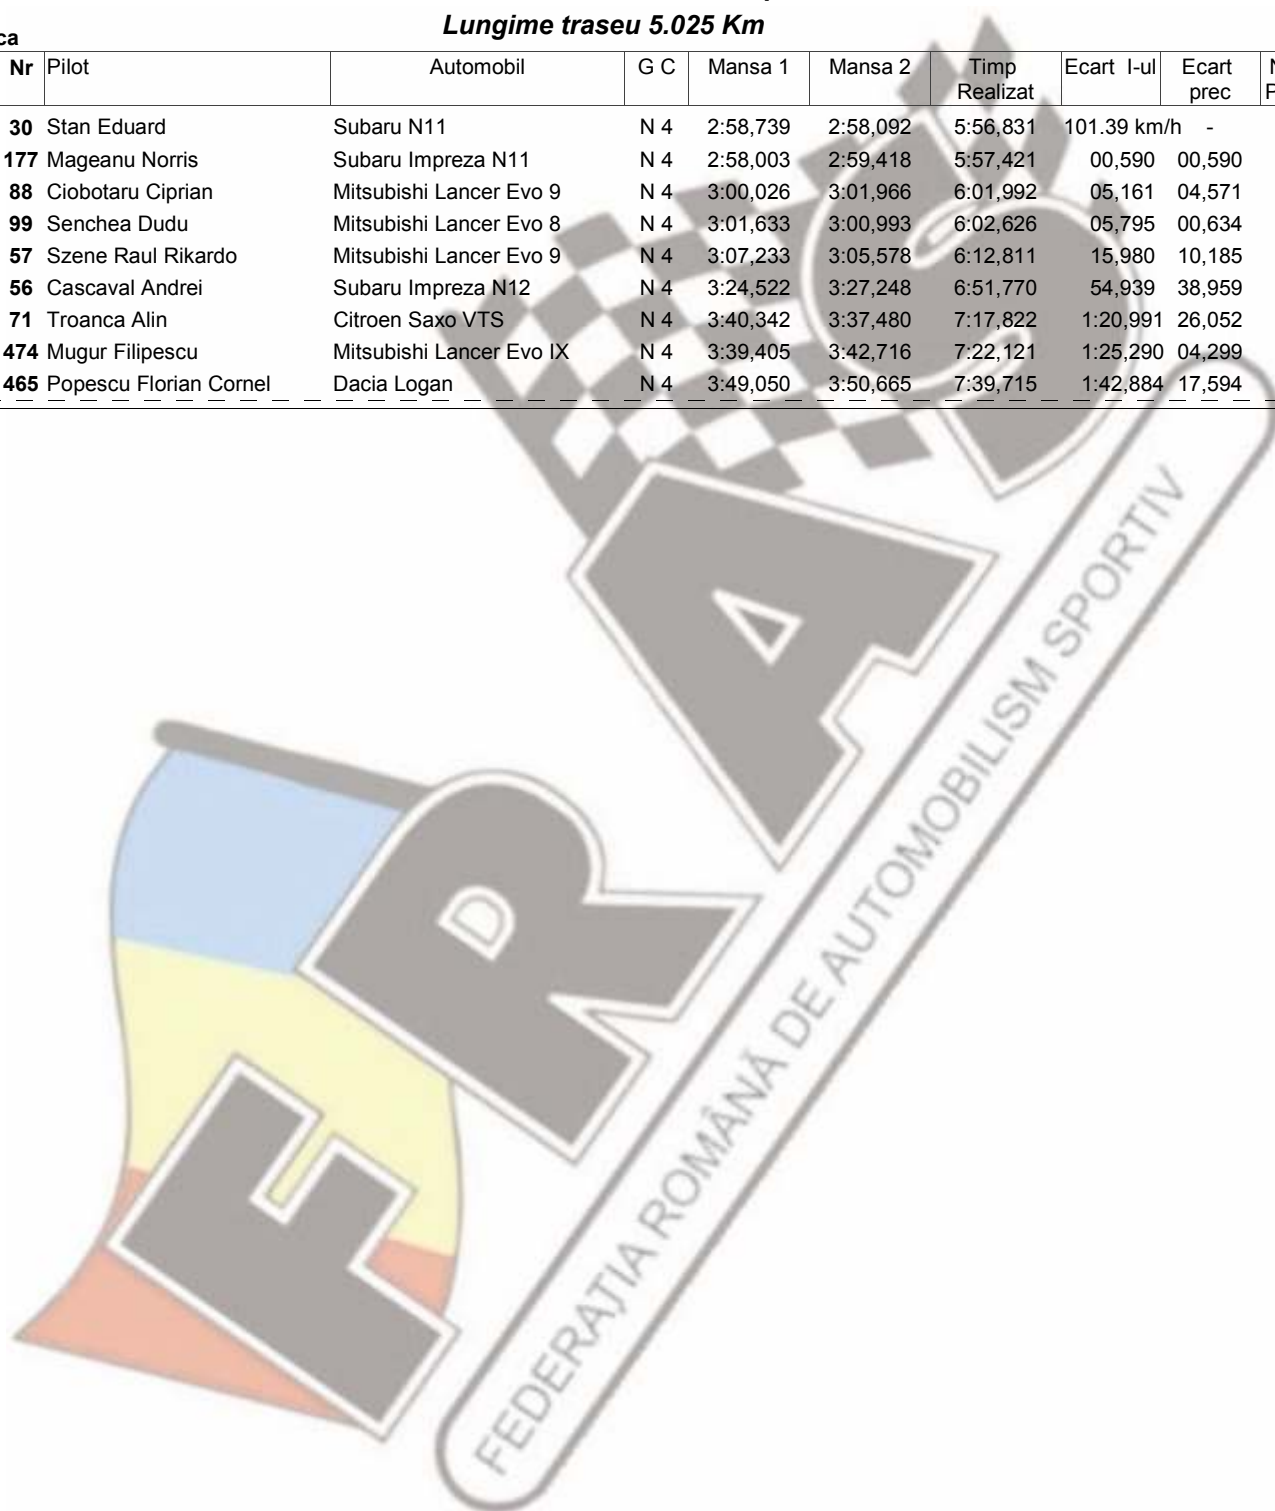 Lungime traseu 5.025 Km
ca
Nr Pilot Automobil G C Mansa 1 Mansa 2 Timp Realizat Ecart I-ul Ecart prec
30 Stan Eduard Subaru N11 N 4 2:58,739 2:58,092 5:56,831 101.39 km/h -
177 Mageanu Norris Subaru Impreza N11 N 4 2:58,003 2:59,418 5:57,421 00,590 00,590
88 Ciobotaru Ciprian Mitsubishi Lancer Evo 9 N 4 3:00,026 3:01,966 6:01,992 05,161 04,571
99 Senchea Dudu Mitsubishi Lancer Evo 8 N 4 3:01,633 3:00,993 6:02,626 05,795 00,634
57 Szene Raul Rikardo Mitsubishi Lancer Evo 9 N 4 3:07,233 3:05,578 6:12,811 15,980 10,185
56 Cascaval Andrei Subaru Impreza N12 N 4 3:24,522 3:27,248 6:51,770 54,939 38,959
71 Troanca Alin Citroen Saxo VTS N 4 3:40,342 3:37,480 7:17,822 1:20,991 26,052
474 Mugur Filipescu Mitsubishi Lancer Evo IX N 4 3:39,405 3:42,716 7:22,121 1:25,290 04,299
465 Popescu Florian Cornel Dacia Logan N 4 3:49,050 3:50,665 7:39,715 1:42,884 17,594
FRAS
FEDERAȚIA ROMÂNĂ DE AUTOMOBILISM SPORTIV